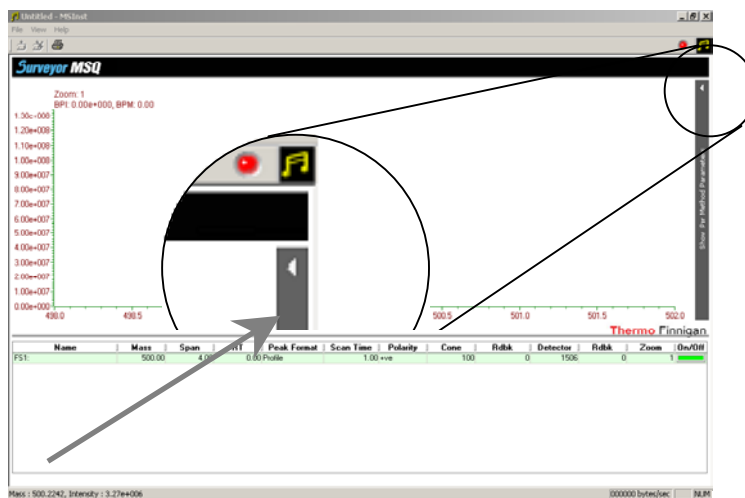 Untitled - MSInst
File View Help
Surveyor MSQ
Zoom: 1
BPI: 0.00e+000, BPM: 0.00
1.30e+008
1.20e+008
1.10e+008
1.00e+008
9.00e+007
8.00e+007
7.00e+007
6.00e+007
5.00e+007
4.00e+007
3.00e+007
2.00e+007
1.00e+007
0.00e+000
498.0 498.5 500.5 501.0 501.5 502.0
Show Method Parameters
Thermo Finnigan
Name Mass Span RT Peak Format Scan Time Polarity Cone Rdbk Detector Rdbk Zoom On/Off
FS1: 500.00 4.00 0.00 Profile 1.00 +ve 100 0 1506 0 1
Mass : 500.2242, Intensity : 3.27e+006 000000 bytes/sec NUM